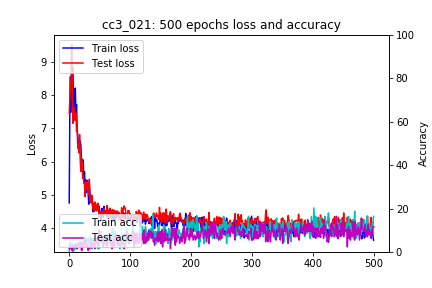 cc3_021: 500 epochs loss and accuracy
Train loss
Test loss
Train acc
Test acc
Loss
Accuracy
9
8
7
6
5
4
100
80
60
40
20
0
0
100
200
300
400
500